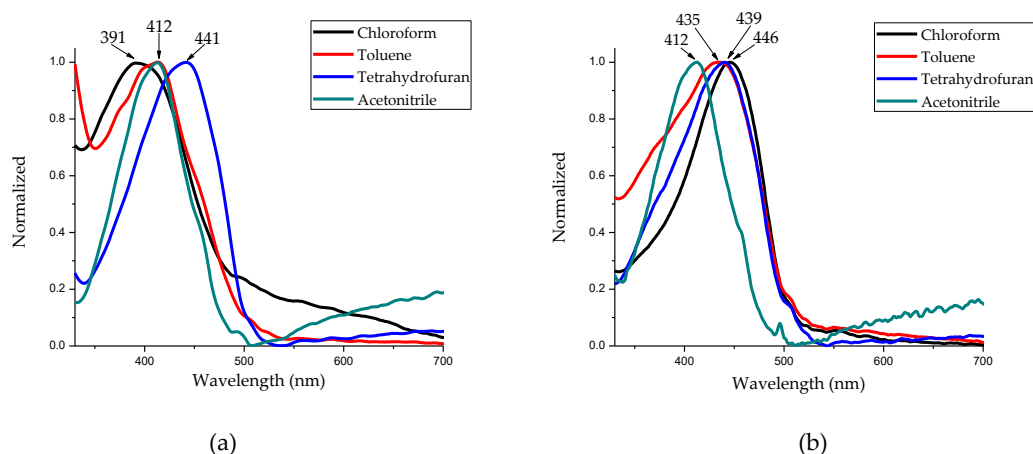 391
412
441
Chloroform
Toluene
Tetrahydrofuran
Acetonitrile
1.0
0.8
0.6
0.4
0.2
0.0
Normalized
400
500
600
700
Wavelength (nm)
(a)
435
439
412
446
Chloroform
Toluene
Tetrahydrofuran
Acetonitrile
1.0
0.8
0.6
0.4
0.2
0.0
Normalized
400
500
600
700
Wavelength (nm)
(b)